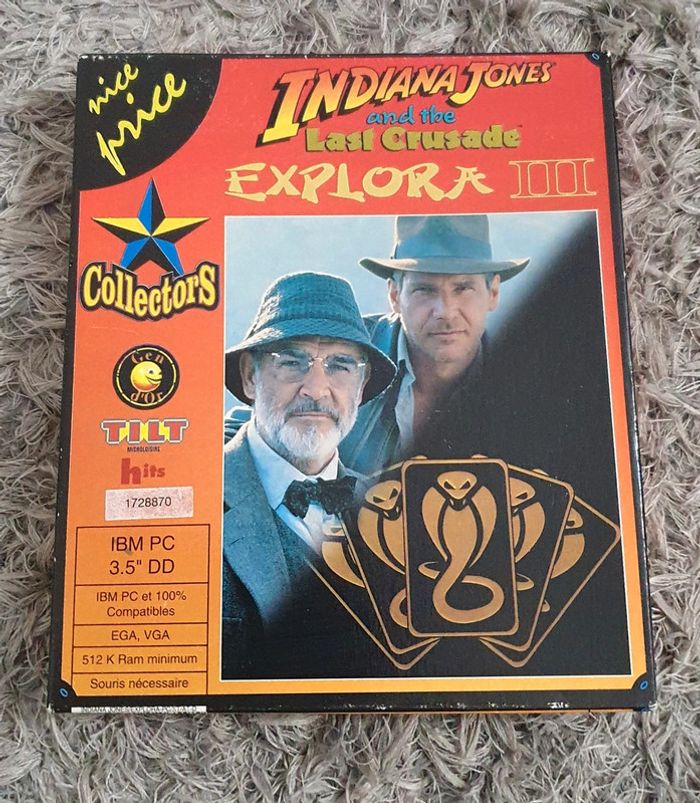 nice
price
INDIANA JONES
and the
Last Crusade
EXPLORA III
Collectors
Gen
d'Or
TILT
MICROLOISIRS
hits
1728870
IBM PC
3.5" DD
IBM PC et 100%
Compatibles
EGA, VGA
512 K Ram minimum
Souris nécessaire